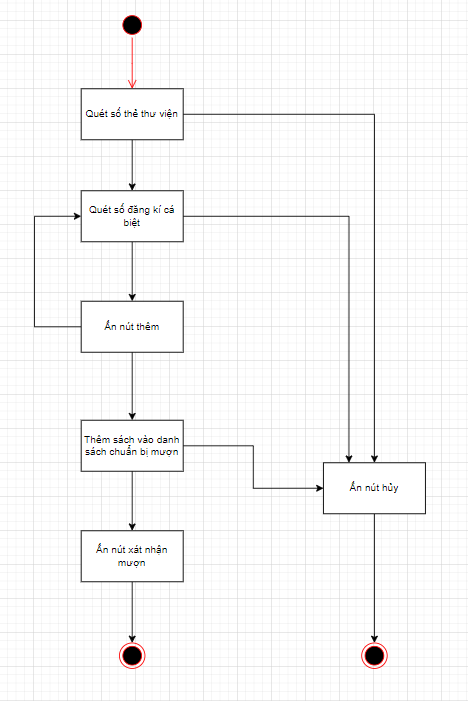 Quét số thẻ thư viện
Quét số đăng kí cá
biệt
Ấn nút thêm
Thêm sách vào danh
sách chuẩn bị mượn
Ấn nút hủy
Ấn nút xát nhận
mượn